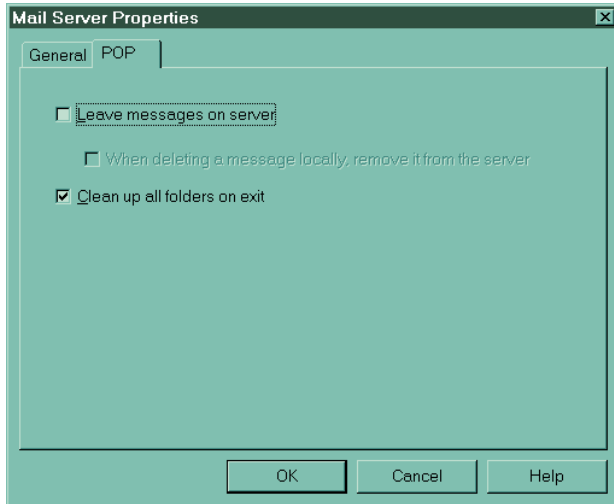 Mail Server Properties
General POP
Leave messages on server
When deleting a message locally, remove it from the server
Clean up all folders on exit
OK Cancel Help